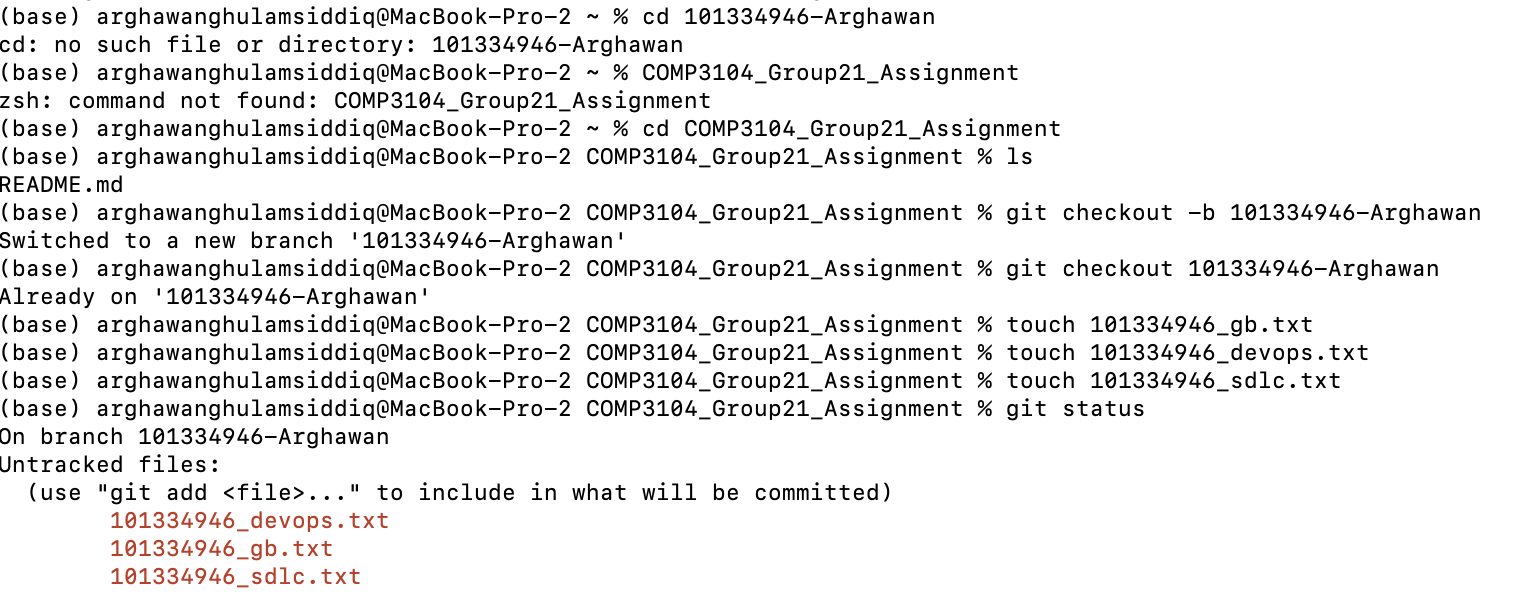 (base) arghawanghulamsiddiq@MacBook-Pro-2 ~ % cd 101334946-Arghawan
cd: no such file or directory: 101334946-Arghawan
(base) arghawanghulamsiddiq@MacBook-Pro-2 ~ % COMP3104_Group21_Assignment
zsh: command not found: COMP3104_Group21_Assignment
(base) arghawanghulamsiddiq@MacBook-Pro-2 ~ % cd COMP3104_Group21_Assignment
(base) arghawanghulamsiddiq@MacBook-Pro-2 COMP3104_Group21_Assignment % ls
README.md
(base) arghawanghulamsiddiq@MacBook-Pro-2 COMP3104_Group21_Assignment % git checkout -b 101334946-Arghawan
Switched to a new branch '101334946-Arghawan'
(base) arghawanghulamsiddiq@MacBook-Pro-2 COMP3104_Group21_Assignment % git checkout 101334946-Arghawan
Already on '101334946-Arghawan'
(base) arghawanghulamsiddiq@MacBook-Pro-2 COMP3104_Group21_Assignment % touch 101334946_gb.txt
(base) arghawanghulamsiddiq@MacBook-Pro-2 COMP3104_Group21_Assignment % touch 101334946_devops.txt
(base) arghawanghulamsiddiq@MacBook-Pro-2 COMP3104_Group21_Assignment % touch 101334946_sdlc.txt
(base) arghawanghulamsiddiq@MacBook-Pro-2 COMP3104_Group21_Assignment % git status
On branch 101334946-Arghawan
Untracked files:
  (use "git add <file>..." to include in what will be committed)
        101334946_devops.txt
        101334946_gb.txt
        101334946_sdlc.txt